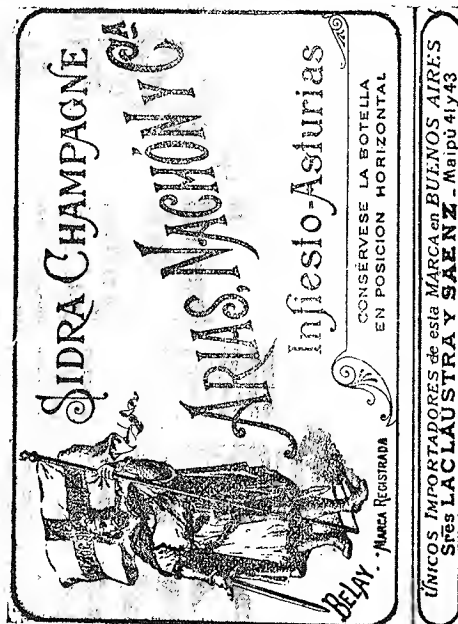 SIDRA CHAMPAGNE
ARIAS, NACHÓN Y Cª
Infiesto-Asturias
CONSÉRVESE LA BOTELLA
EN POSICION HORIZONTAL
BELAY. - MARCA REGISTRADA
ÚNICOS IMPORTADORES de esta MARCA en BUENOS AIRES
Sres LACLAUSTRA Y SAENZ - Maipú 41 y 43